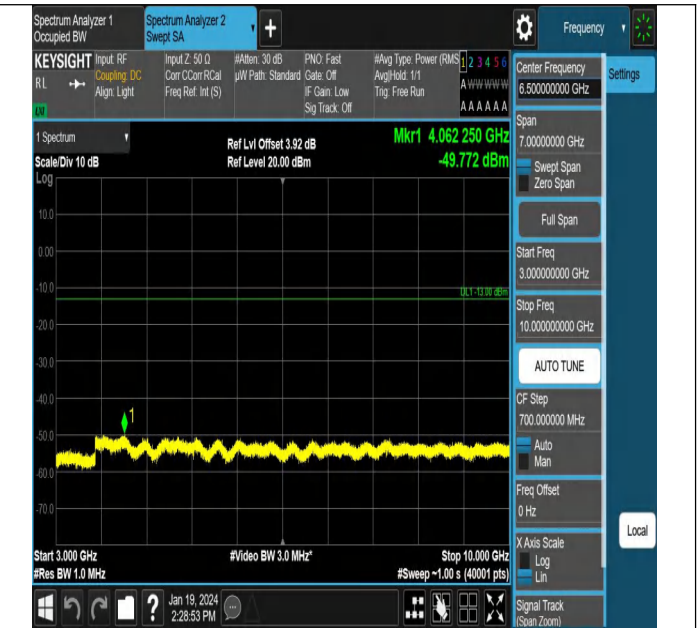 Spectrum Analyzer 1
Occupied BW
Spectrum Analyzer 2
Swept SA
+
Frequency
KEYSIGHT
RL
Input: RF
Coupling: DC
Align: Light
Input Z: 50 Ω
Corr CCorr RCal
Freq Ref: Int (S)
#Atten: 30 dB
µW Path: Standard
PNO: Fast
Gate: Off
IF Gain: Low
Sig Track: Off
#Avg Type: Power (RMS
Avg|Hold: 1/1
Trig: Free Run
1 2 3 4 5 6
A W W W W W
A A A A A A
1 Spectrum
Scale/Div 10 dB
Ref Lvl Offset 3.92 dB
Ref Level 20.00 dBm
Mkr1 4.062 250 GHz
-49.772 dBm
Log
10.0
0.00
-10.0
DL1 -13.00 dBm
-20.0
-30.0
-40.0
1
-50.0
-60.0
-70.0
Start 3.000 GHz
#Res BW 1.0 MHz
#Video BW 3.0 MHz*
Stop 10.000 GHz
#Sweep ~1.00 s (40001 pts)
?
Jan 19, 2024
2:28:53 PM
Center Frequency
6.500000000 GHz
Settings
Span
7.00000000 GHz
Swept Span
Zero Span
Full Span
Start Freq
3.000000000 GHz
Stop Freq
10.000000000 GHz
AUTO TUNE
CF Step
700.000000 MHz
Auto
Man
Freq Offset
0 Hz
X Axis Scale
Log
Lin
Local
Signal Track
(Span Zoom)